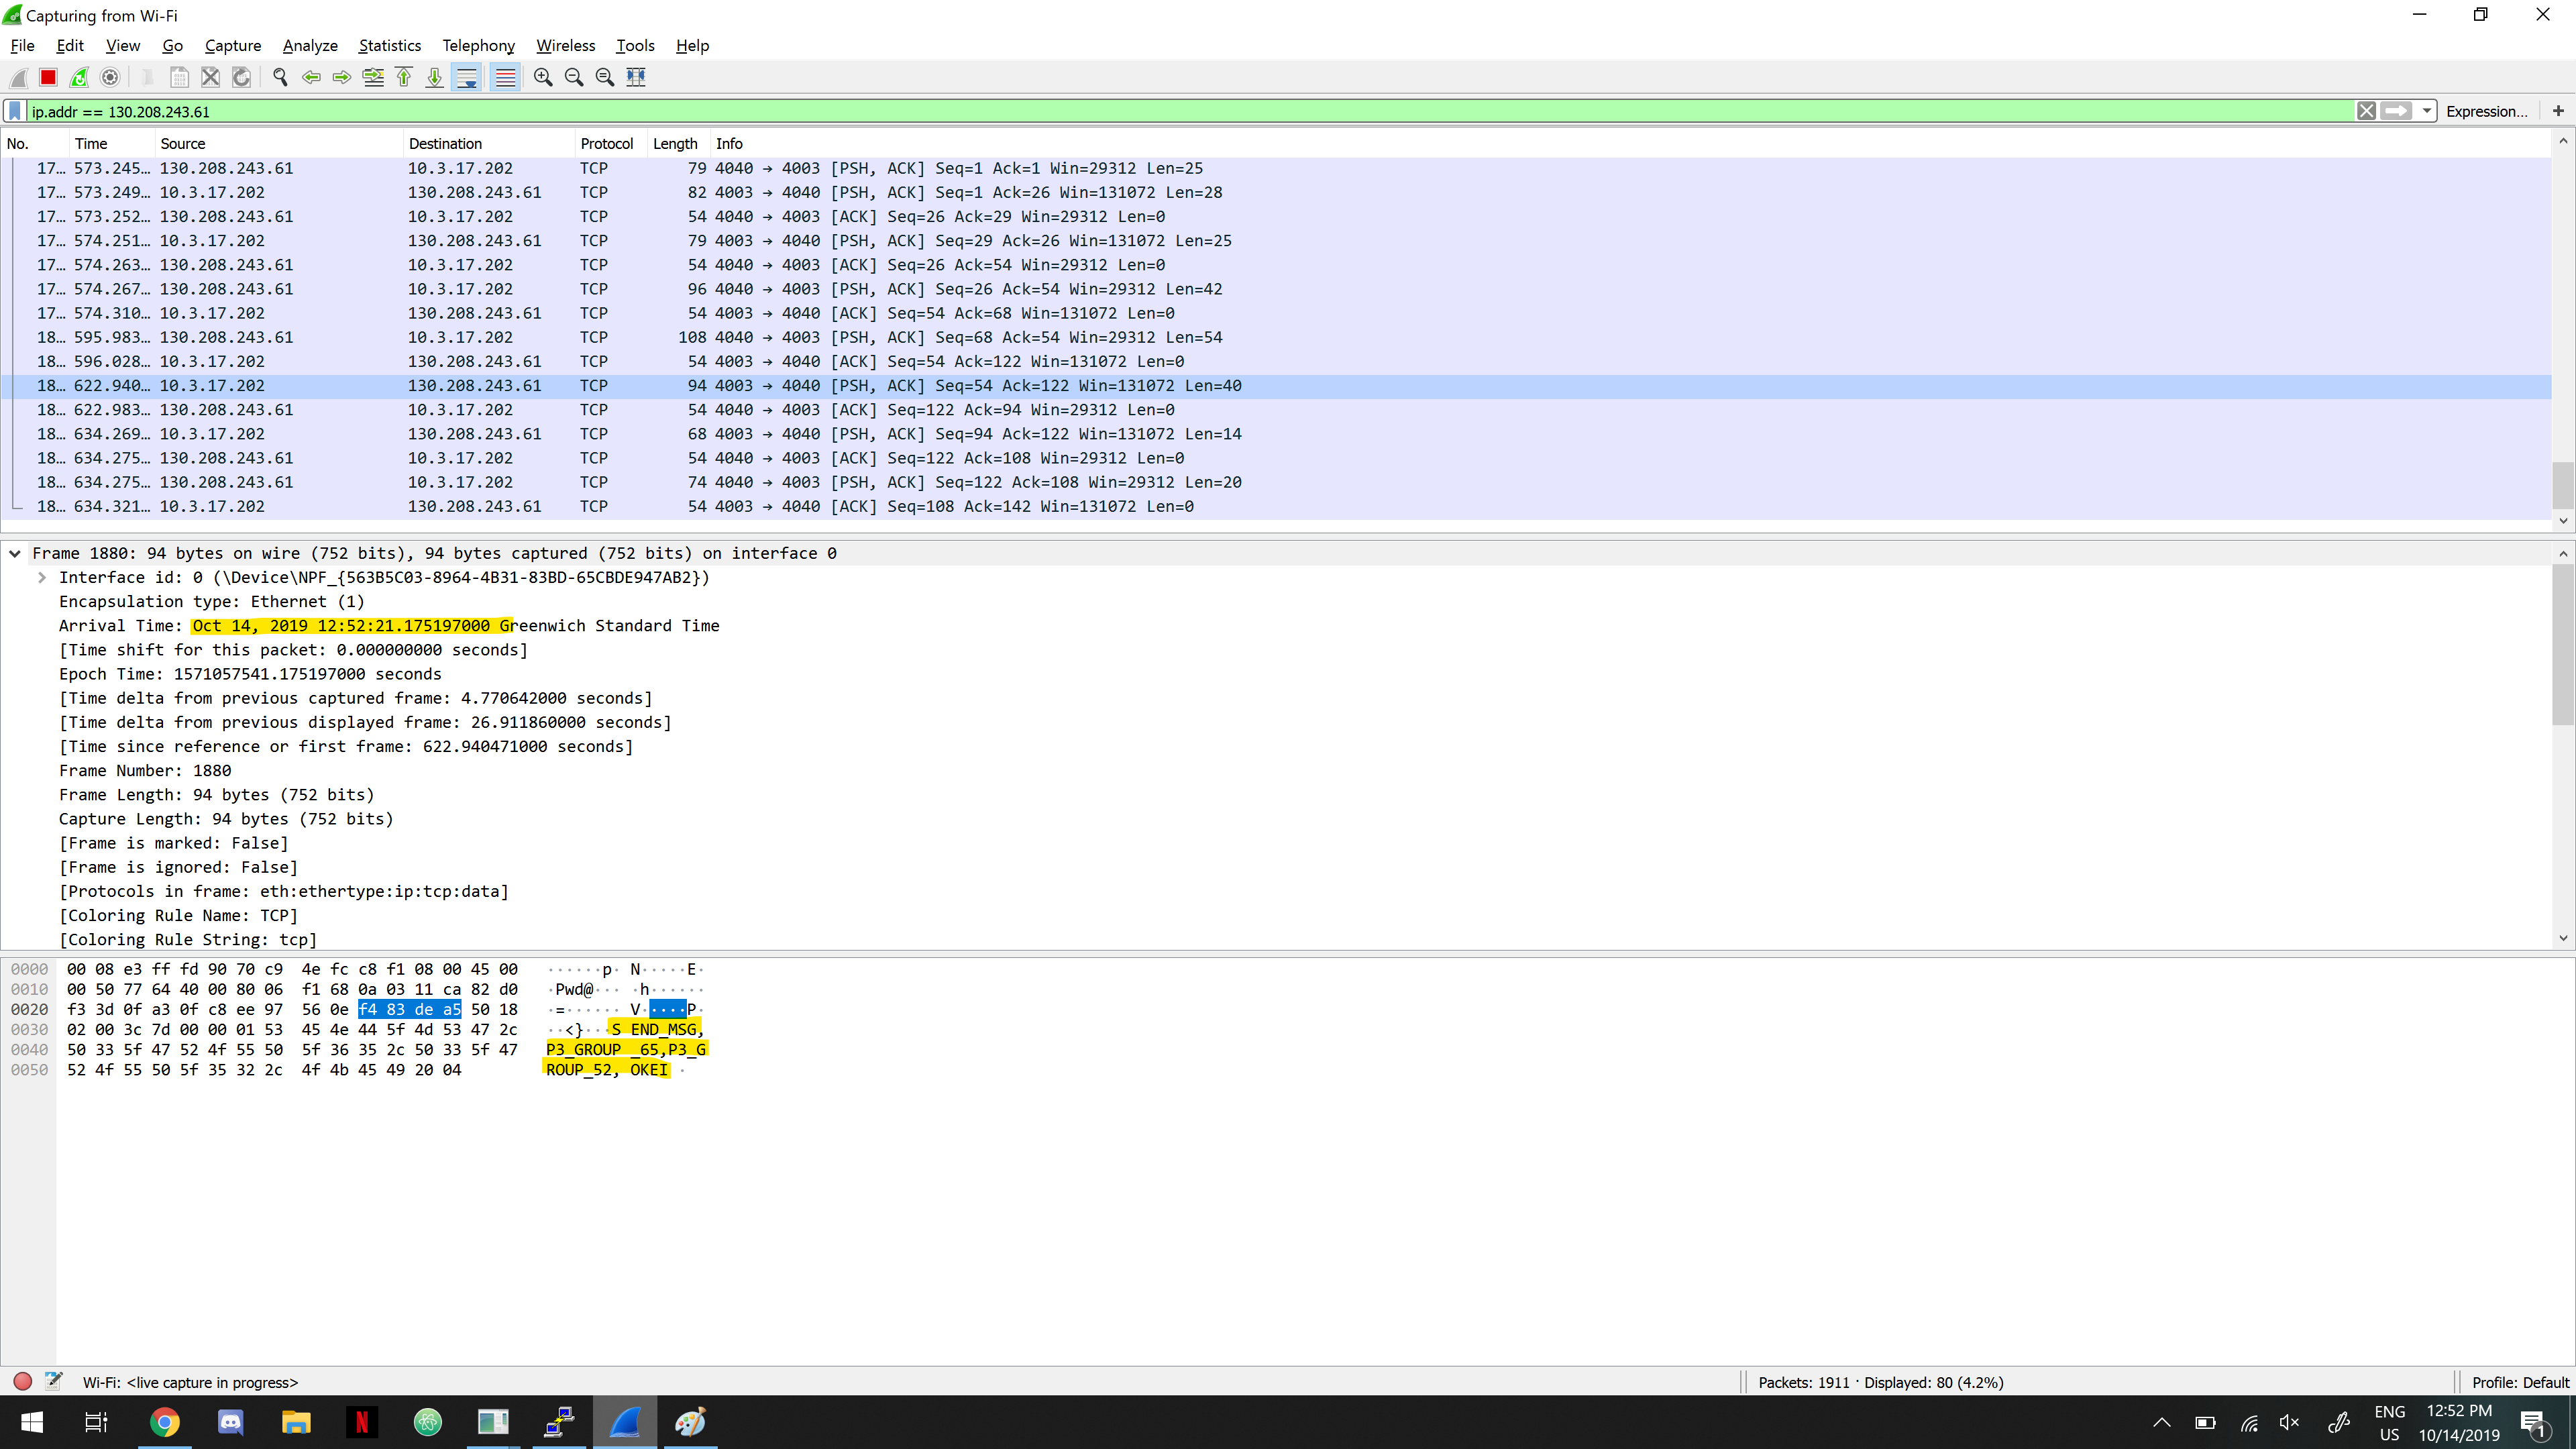 Capturing from Wi-Fi
File Edit View Go Capture Analyze Statistics Telephony Wireless Tools Help
ip.addr == 130.208.243.61 Expression... +
No. Time Source Destination Protocol Length Info
17… 573.245… 130.208.243.61 10.3.17.202 TCP 79 4040 → 4003 [PSH, ACK] Seq=1 Ack=1 Win=29312 Len=25
17… 573.249… 10.3.17.202 130.208.243.61 TCP 82 4003 → 4040 [PSH, ACK] Seq=1 Ack=26 Win=131072 Len=28
17… 573.252… 130.208.243.61 10.3.17.202 TCP 54 4040 → 4003 [ACK] Seq=26 Ack=29 Win=29312 Len=0
17… 574.251… 10.3.17.202 130.208.243.61 TCP 79 4003 → 4040 [PSH, ACK] Seq=29 Ack=26 Win=131072 Len=25
17… 574.263… 130.208.243.61 10.3.17.202 TCP 54 4040 → 4003 [ACK] Seq=26 Ack=54 Win=29312 Len=0
17… 574.267… 130.208.243.61 10.3.17.202 TCP 96 4040 → 4003 [PSH, ACK] Seq=26 Ack=54 Win=29312 Len=42
17… 574.310… 10.3.17.202 130.208.243.61 TCP 54 4003 → 4040 [ACK] Seq=54 Ack=68 Win=131072 Len=0
18… 595.983… 130.208.243.61 10.3.17.202 TCP 108 4040 → 4003 [PSH, ACK] Seq=68 Ack=54 Win=29312 Len=54
18… 596.028… 10.3.17.202 130.208.243.61 TCP 54 4003 → 4040 [ACK] Seq=54 Ack=122 Win=131072 Len=0
18… 622.940… 10.3.17.202 130.208.243.61 TCP 94 4003 → 4040 [PSH, ACK] Seq=54 Ack=122 Win=131072 Len=40
18… 622.983… 130.208.243.61 10.3.17.202 TCP 54 4040 → 4003 [ACK] Seq=122 Ack=94 Win=29312 Len=0
18… 634.269… 10.3.17.202 130.208.243.61 TCP 68 4003 → 4040 [PSH, ACK] Seq=94 Ack=122 Win=131072 Len=14
18… 634.275… 130.208.243.61 10.3.17.202 TCP 54 4040 → 4003 [ACK] Seq=122 Ack=108 Win=29312 Len=0
18… 634.275… 130.208.243.61 10.3.17.202 TCP 74 4040 → 4003 [PSH, ACK] Seq=122 Ack=108 Win=29312 Len=20
18… 634.321… 10.3.17.202 130.208.243.61 TCP 54 4003 → 4040 [ACK] Seq=108 Ack=142 Win=131072 Len=0
Frame 1880: 94 bytes on wire (752 bits), 94 bytes captured (752 bits) on interface 0
Interface id: 0 (\Device\NPF_{563B5C03-8964-4B31-83BD-65CBDE947AB2})
Encapsulation type: Ethernet (1)
Arrival Time: Oct 14, 2019 12:52:21.175197000 Greenwich Standard Time
[Time shift for this packet: 0.000000000 seconds]
Epoch Time: 1571057541.175197000 seconds
[Time delta from previous captured frame: 4.770642000 seconds]
[Time delta from previous displayed frame: 26.911860000 seconds]
[Time since reference or first frame: 622.940471000 seconds]
Frame Number: 1880
Frame Length: 94 bytes (752 bits)
Capture Length: 94 bytes (752 bits)
[Frame is marked: False]
[Frame is ignored: False]
[Protocols in frame: eth:ethertype:ip:tcp:data]
[Coloring Rule Name: TCP]
[Coloring Rule String: tcp]
0000 00 08 e3 ff fd 90 70 c9 4e fc c8 f1 08 00 45 00 ······p· N·····E·
0010 00 50 77 64 40 00 80 06 f1 68 0a 03 11 ca 82 d0 ·Pwd@··· ·h······
0020 f3 3d 0f a3 0f c8 ee 97 56 0e f4 83 de a5 50 18 ·=······ V·····P·
0030 02 00 3c 7d 00 00 01 53 45 4e 44 5f 4d 53 47 2c ··<}···S END_MSG,
0040 50 33 5f 47 52 4f 55 50 5f 36 35 2c 50 33 5f 47 P3_GROUP _65,P3_G
0050 52 4f 55 50 5f 35 32 2c 4f 4b 45 49 20 04 ROUP_52, OKEI ·
Wi-Fi: <live capture in progress> Packets: 1911 · Displayed: 80 (4.2%) Profile: Default
N ENG 12:52 PM 1
US 10/14/2019